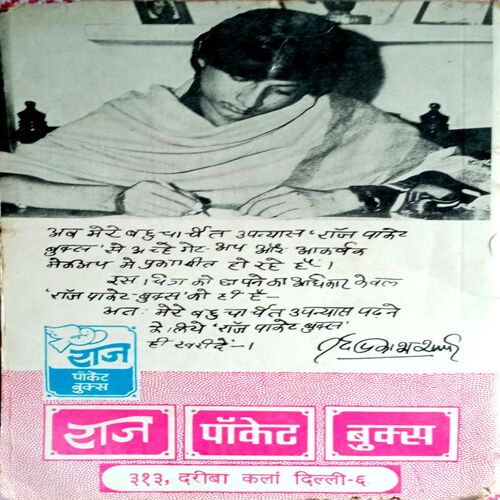 अब मेरे बहुचर्चित उपन्यास 'राज पाकेट
बुक्स' से अच्छे गेट-अप और आकर्षक
मेकअप में प्रकाशित हो रहे हैं-।
इस चित्र को छापने का अधिकार केवल
'राज पाकेट-बुक्स' को ही है-
अतः मेरे बहुचर्चित उपन्यास पढ़ने
के लिये 'राज पाकेट बुक्स'
ही खरीदें-।
राज
पॉकेट
बुक्स
राज पॉकेट बुक्स
३१३, दरीबा कलां दिल्ली-६